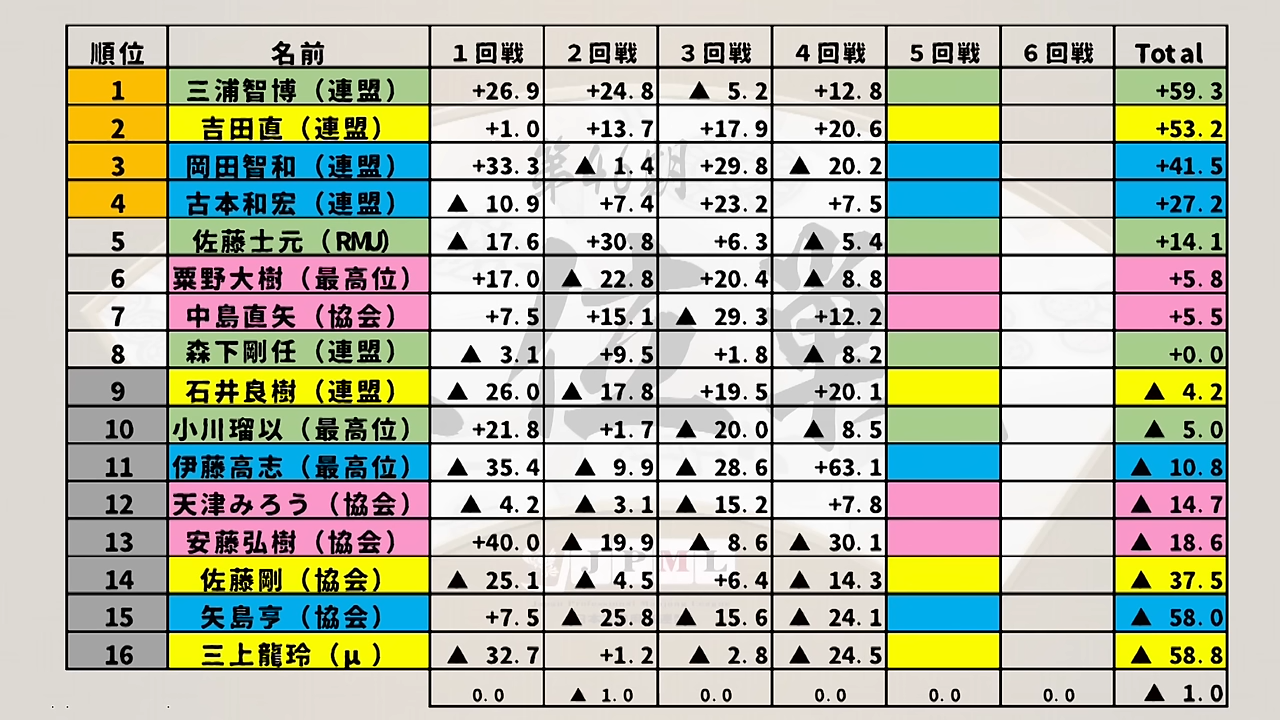 順位 名前 1回戦 2回戦 3回戦 4回戦 5回戦 6回戦 Total
1 三浦智博（連盟） +26.9 +24.8 ▲ 5.2 +12.8 +59.3
2 吉田直（連盟） +1.0 +13.7 +17.9 +20.6 +53.2
3 岡田智和（連盟） +33.3 ▲ 1.4 +29.8 ▲ 20.2 +41.5
4 古本和宏（連盟） ▲ 10.9 +7.4 +23.2 +7.5 +27.2
5 佐藤士元（RMU） ▲ 17.6 +30.8 +6.3 ▲ 5.4 +14.1
6 粟野大樹（最高位） +17.0 ▲ 22.8 +20.4 ▲ 8.8 +5.8
7 中島直矢（協会） +7.5 +15.1 ▲ 29.3 +12.2 +5.5
8 森下剛任（連盟） ▲ 3.1 +9.5 +1.8 ▲ 8.2 +0.0
9 石井良樹（連盟） ▲ 26.0 ▲ 17.8 +19.5 +20.1 ▲ 4.2
10 小川瑠以（最高位） +21.8 +1.7 ▲ 20.0 ▲ 8.5 ▲ 5.0
11 伊藤高志（最高位） ▲ 35.4 ▲ 9.9 ▲ 28.6 +63.1 ▲ 10.8
12 天津みろう（協会） ▲ 4.2 ▲ 3.1 ▲ 15.2 +7.8 ▲ 14.7
13 安藤弘樹（協会） +40.0 ▲ 19.9 ▲ 8.6 ▲ 30.1 ▲ 18.6
14 佐藤剛（協会） ▲ 25.1 ▲ 4.5 +6.4 ▲ 14.3 ▲ 37.5
15 矢島亨（協会） +7.5 ▲ 25.8 ▲ 15.6 ▲ 24.1 ▲ 58.0
16 三上龍玲（μ） ▲ 32.7 +1.2 ▲ 2.8 ▲ 24.5 ▲ 58.8
0.0 ▲ 1.0 0.0 0.0 0.0 0.0 ▲ 1.0
第40期
位
JPML